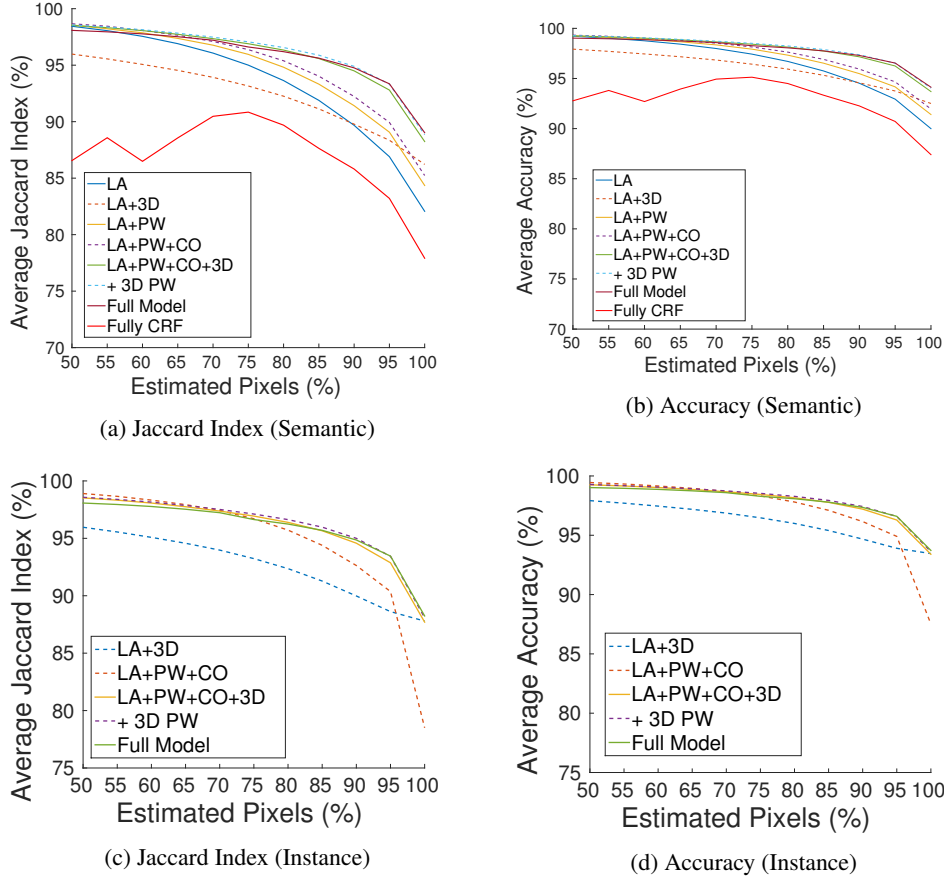 100
95
90
85
80
75
70
Average Jaccard Index (%)
LA
LA+3D
LA+PW
LA+PW+CO
LA+PW+CO+3D
+ 3D PW
Full Model
Fully CRF
50 55 60 65 70 75 80 85 90 95 100
Estimated Pixels (%)
(a) Jaccard Index (Semantic)
100
95
90
85
80
75
70
Average Accuracy (%)
LA
LA+3D
LA+PW
LA+PW+CO
LA+PW+CO+3D
+ 3D PW
Full Model
Fully CRF
50 55 60 65 70 75 80 85 90 95 100
Estimated Pixels (%)
(b) Accuracy (Semantic)
100
95
90
85
80
75
Average Jaccard Index (%)
LA+3D
LA+PW+CO
LA+PW+CO+3D
+ 3D PW
Full Model
50 55 60 65 70 75 80 85 90 95 100
Estimated Pixels (%)
(c) Jaccard Index (Instance)
100
95
90
85
80
75
Average Accuracy (%)
LA+3D
LA+PW+CO
LA+PW+CO+3D
+ 3D PW
Full Model
50 55 60 65 70 75 80 85 90 95 100
Estimated Pixels (%)
(d) Accuracy (Instance)